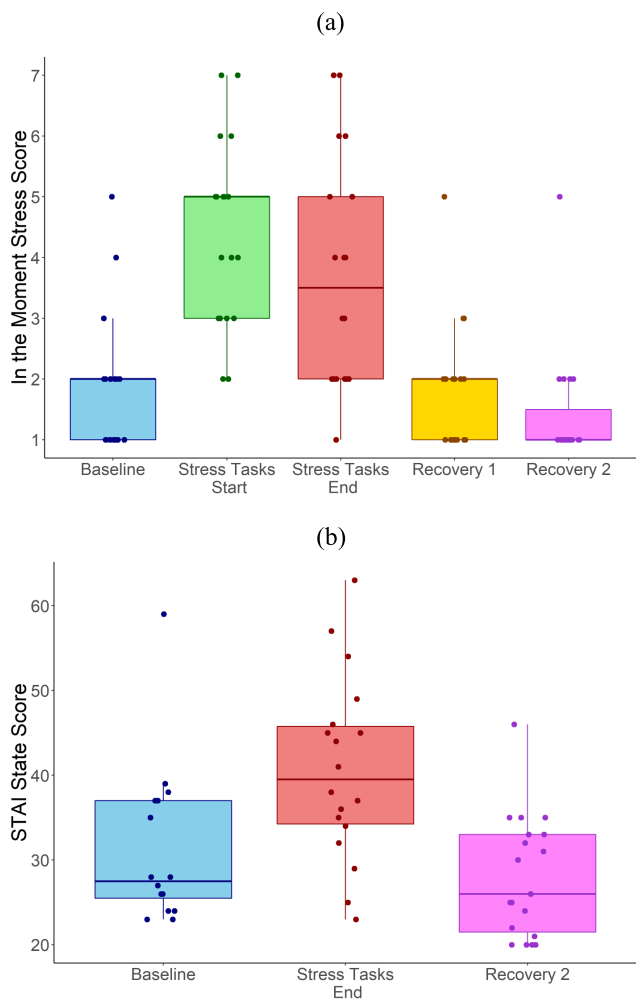 (a)
In the Moment Stress Score
7
6
5
4
3
2
1
Baseline
Stress Tasks
Start
Stress Tasks
End
Recovery 1
Recovery 2
(b)
STAI State Score
60
50
40
30
20
Baseline
Stress Tasks
End
Recovery 2